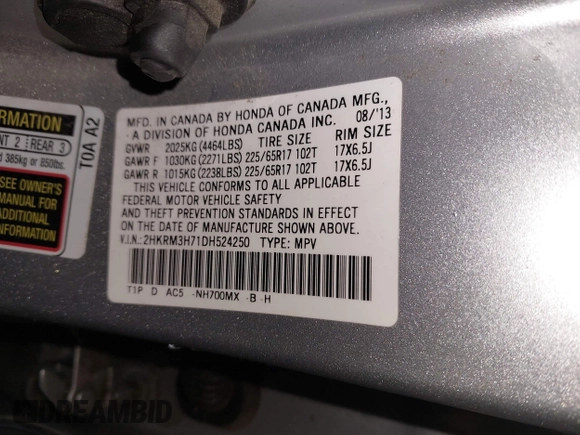 MFD. IN CANADA BY HONDA OF CANADA MFG.,
A DIVISION OF HONDA CANADA INC. 08/'13
GVWR 2025KG (4464LBS) TIRE SIZE RIM SIZE
GAWR F 1030KG (2271LBS) 225/65R17 102T 17X6.5J
GAWR R 1015KG (2238LBS) 225/65R17 102T 17X6.5J
THIS VEHICLE CONFORMS TO ALL APPLICABLE
FEDERAL MOTOR VEHICLE SAFETY
AND THEFT PREVENTION STANDARDS IN EFFECT
ON THE DATE OF MANUFACTURE SHOWN ABOVE.
V.I.N.: 2HKRM3H71DH524250 TYPE: MPV
T1P D AC5 -NH700MX -B -H
2 REAR 3
385kg or 850lbs.
SEE OWNER'S
MANUAL FOR
ADDITIONAL
T0A A2
DREAMBID